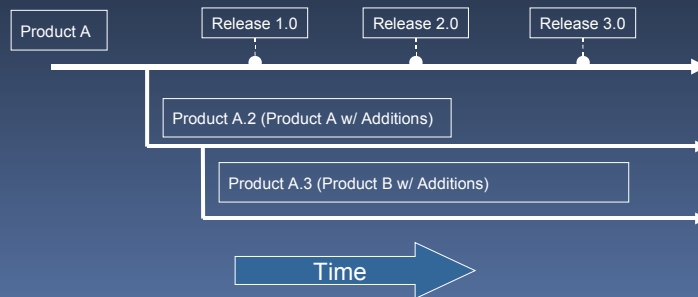 Product A
Release 1.0
Release 2.0
Release 3.0
Product A.2 (Product A w/ Additions)
Product A.3 (Product B w/ Additions)
Time